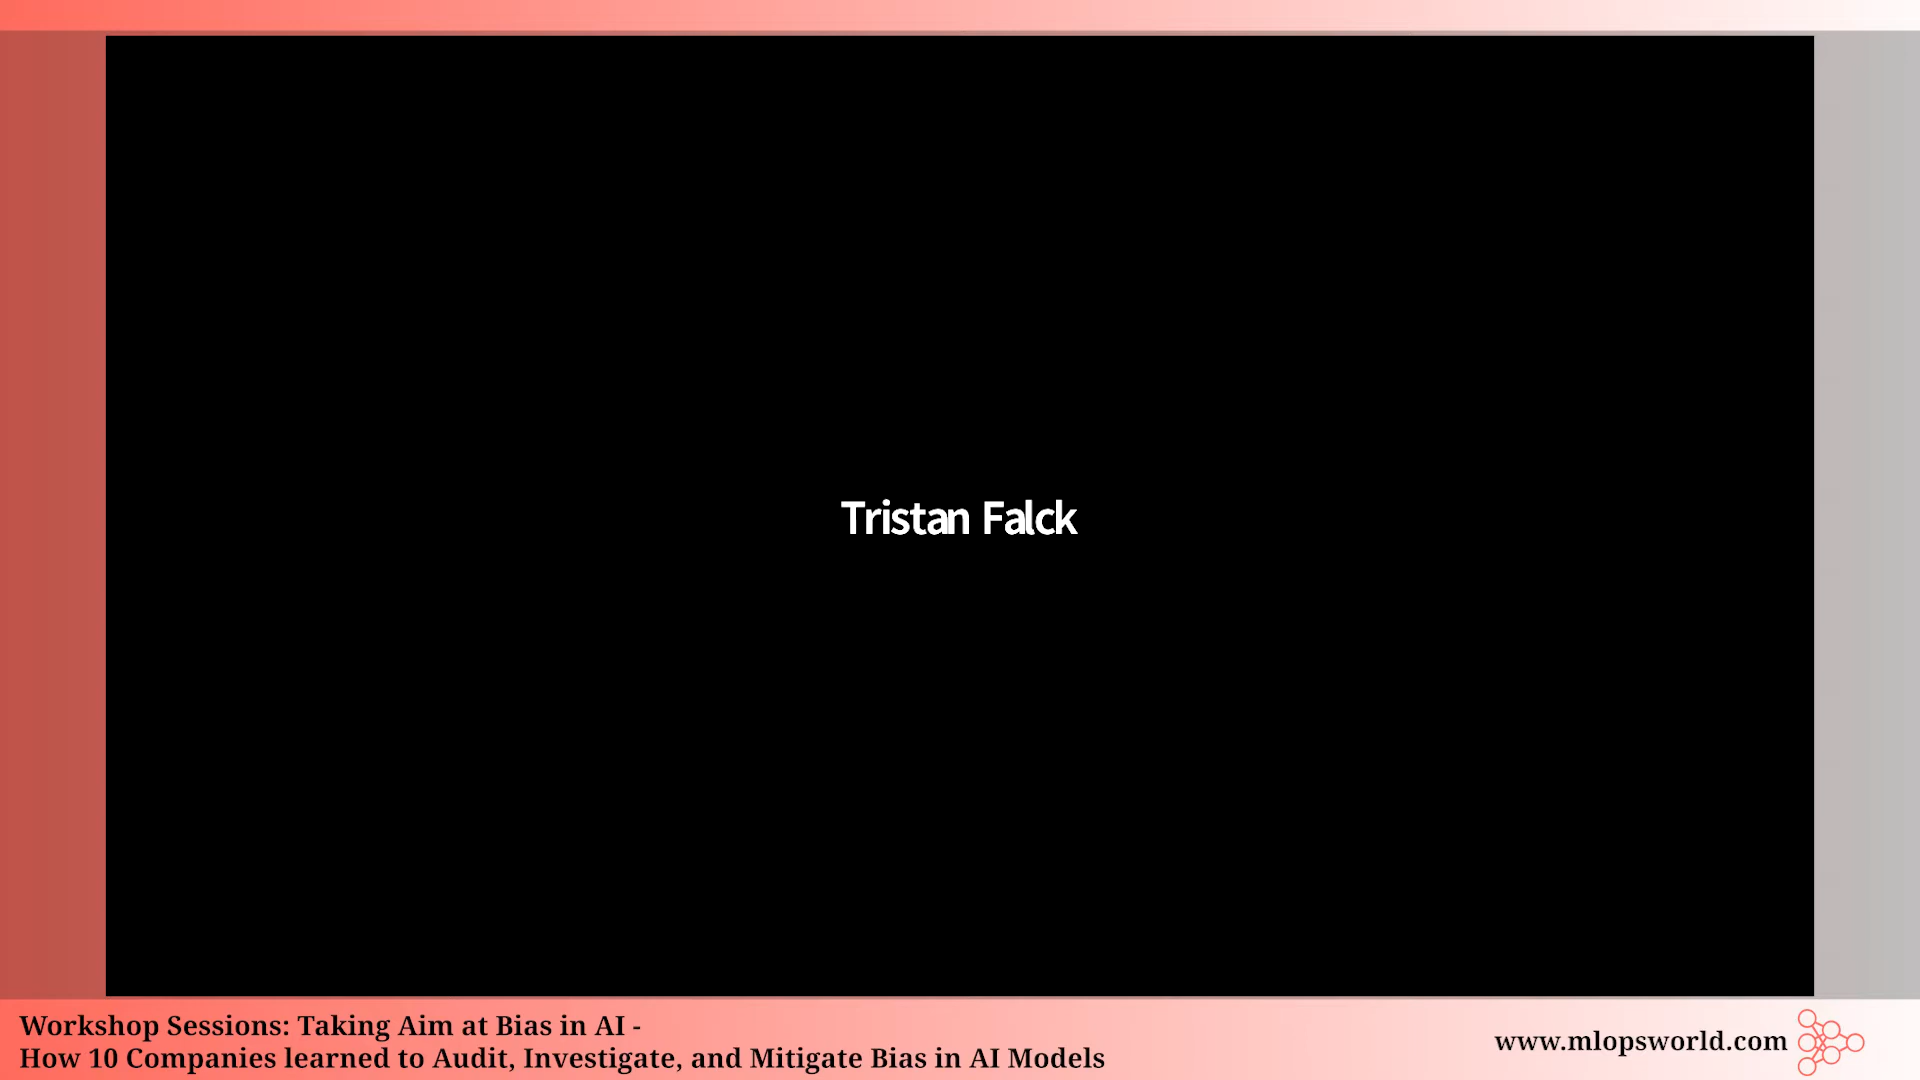 Tristan Falck
Workshop Sessions: Taking Aim at Bias in AI -
How 10 Companies learned to Audit, Investigate, and Mitigate Bias in AI Models
www.mlopsworld.com